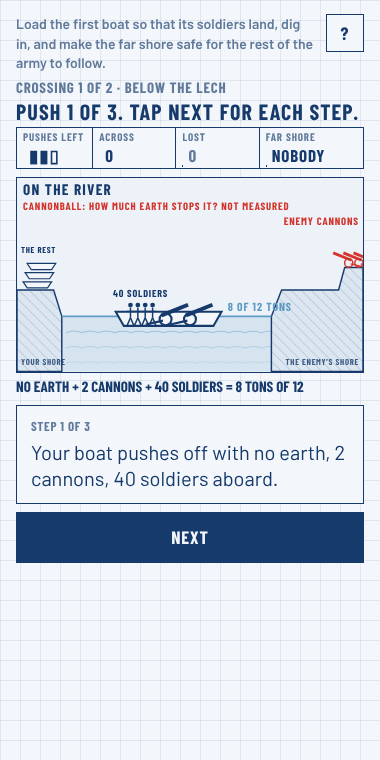 Load the first boat so that its soldiers land, dig
in, and make the far shore safe for the rest of the
army to follow.
?
CROSSING 1 OF 2 · BELOW THE LECH
PUSH 1 OF 3. TAP NEXT FOR EACH STEP.
PUSHES LEFT
ACROSS
0
LOST
0
FAR SHORE
NOBODY
ON THE RIVER
CANNONBALL: HOW MUCH EARTH STOPS IT? NOT MEASURED
ENEMY CANNONS
THE REST
40 SOLDIERS
8 OF 12 TONS
YOUR SHORE
THE ENEMY'S SHORE
NO EARTH + 2 CANNONS + 40 SOLDIERS = 8 TONS OF 12
STEP 1 OF 3
Your boat pushes off with no earth, 2
cannons, 40 soldiers aboard.
NEXT